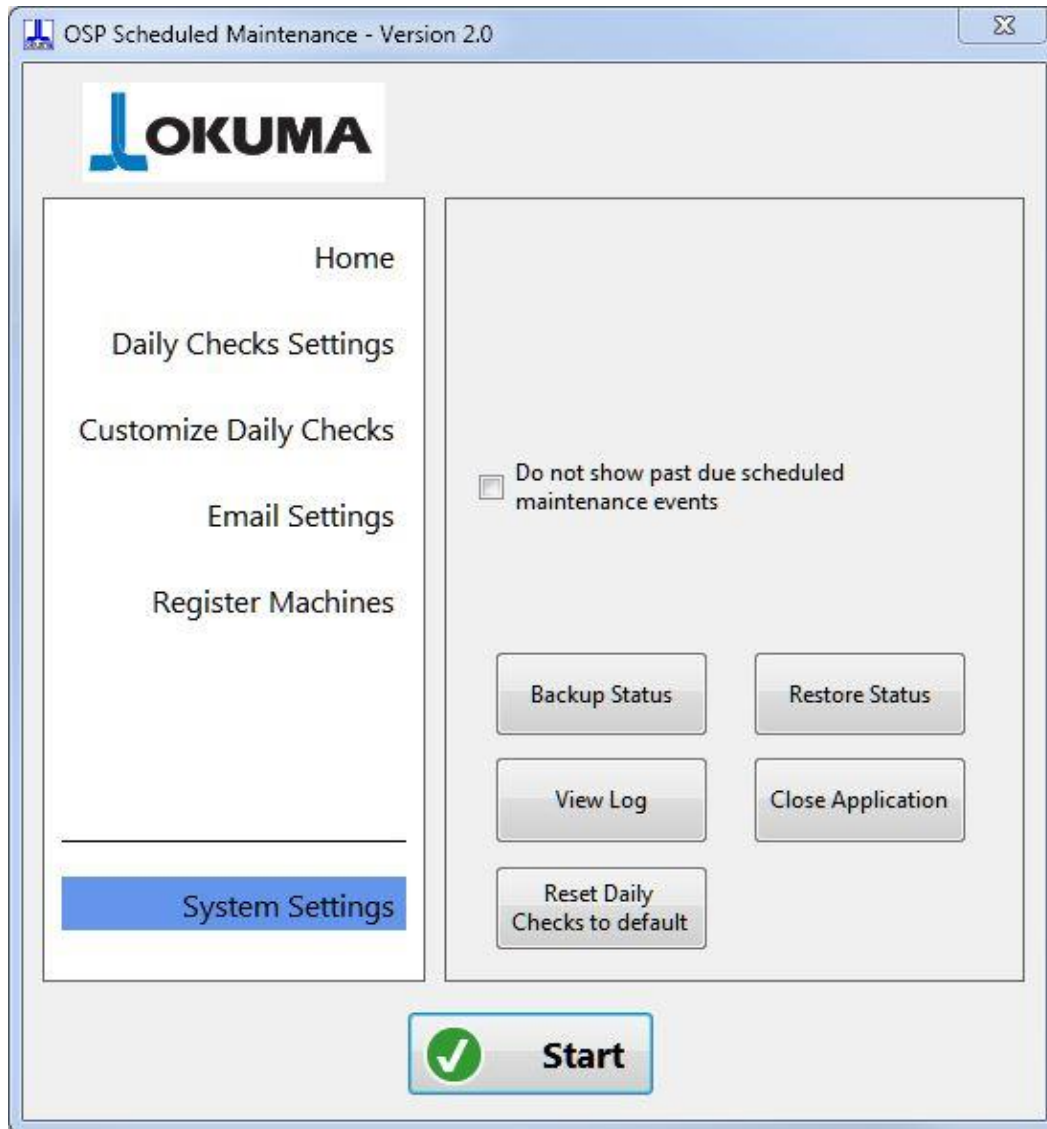 OSP Scheduled Maintenance - Version 2.0
OKUMA
Home
Daily Checks Settings
Customize Daily Checks
Email Settings
Register Machines
System Settings
Do not show past due scheduled
maintenance events
Backup Status
Restore Status
View Log
Close Application
Reset Daily
Checks to default
Start